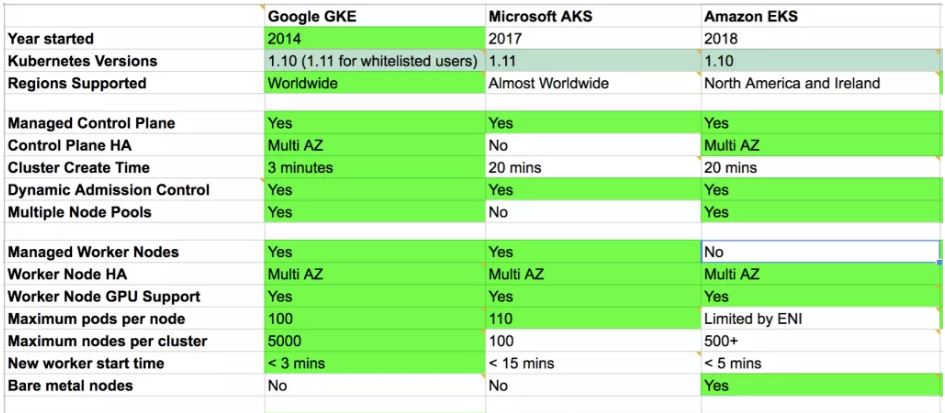 Google GKE Microsoft AKS Amazon EKS
Year started 2014 2017 2018
Kubernetes Versions 1.10 (1.11 for whitelisted users) 1.11 1.10
Regions Supported Worldwide Almost Worldwide North America and Ireland
Managed Control Plane Yes Yes Yes
Control Plane HA Multi AZ No Multi AZ
Cluster Create Time 3 minutes 20 mins 20 mins
Dynamic Admission Control Yes Yes Yes
Multiple Node Pools Yes No Yes
Managed Worker Nodes Yes Yes No
Worker Node HA Multi AZ Multi AZ Multi AZ
Worker Node GPU Support Yes Yes Yes
Maximum pods per node 100 110 Limited by ENI
Maximum nodes per cluster 5000 100 500+
New worker start time < 3 mins < 15 mins < 5 mins
Bare metal nodes No No Yes